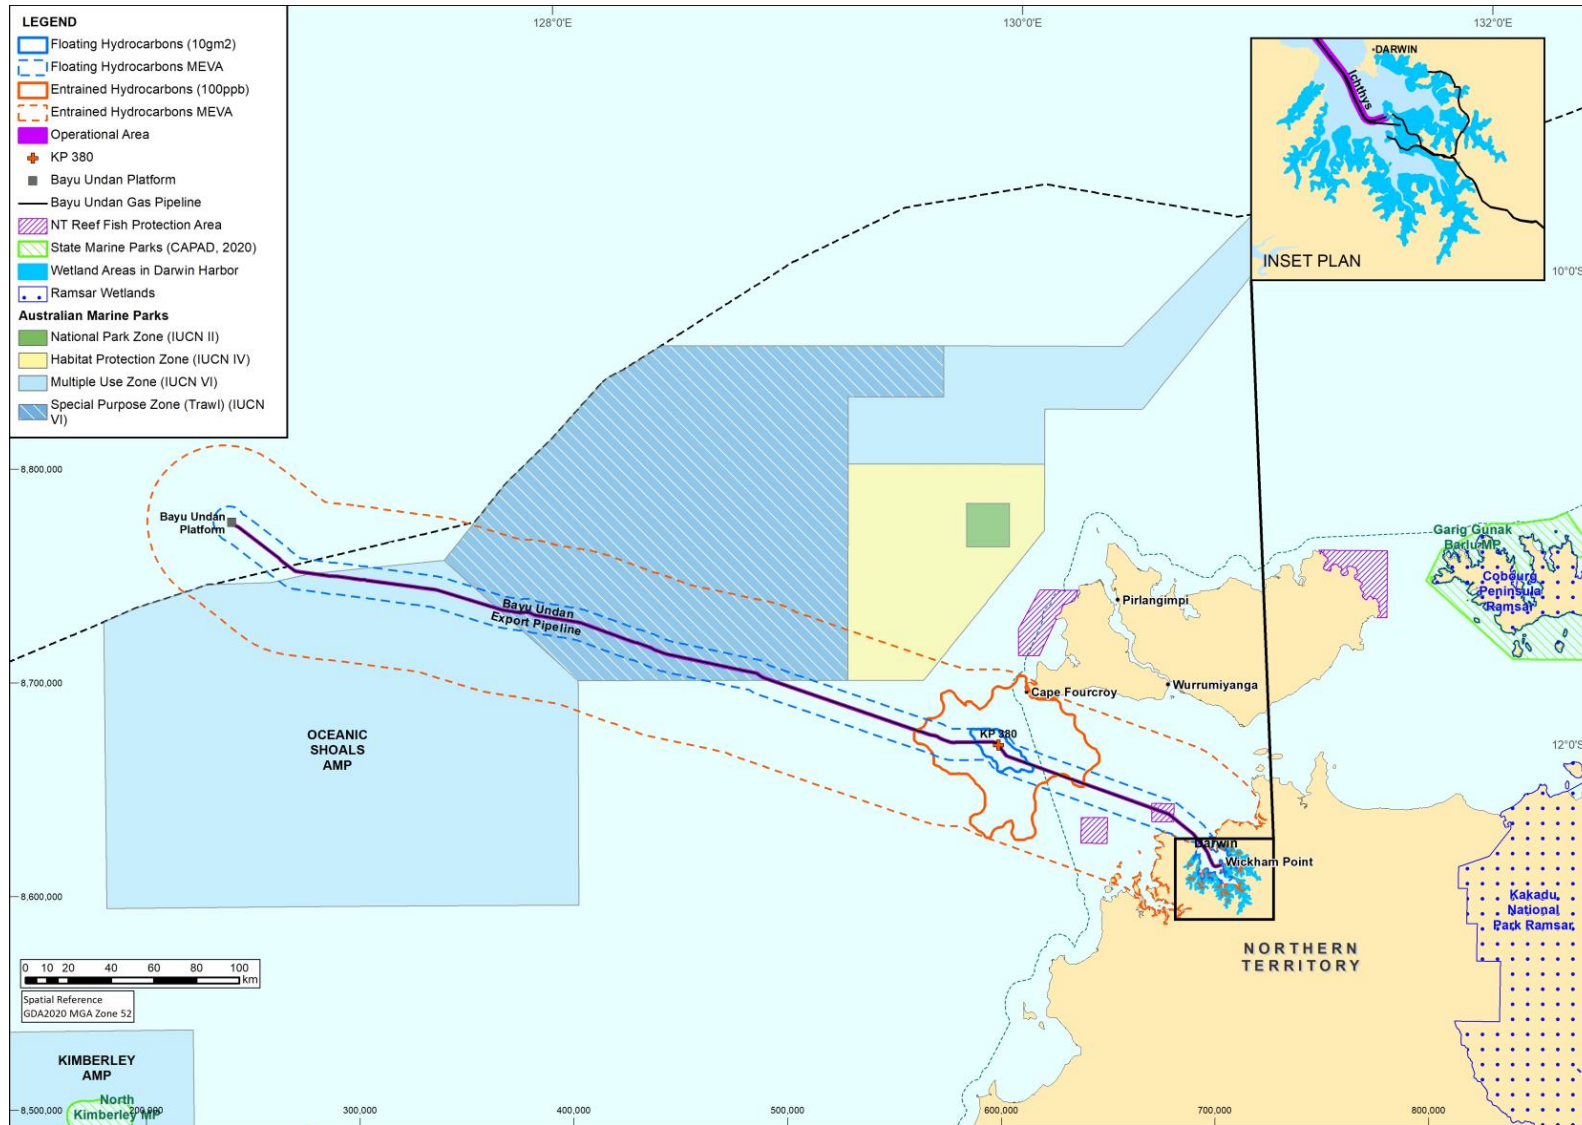 LEGEND
Floating Hydrocarbons (10gm2)
Floating Hydrocarbons MEVA
Entrained Hydrocarbons (100ppb)
Entrained Hydrocarbons MEVA
Operational Area
KP 380
Bayu Undan Platform
Bayu Undan Gas Pipeline
NT Reef Fish Protection Area
State Marine Parks (CAPAD, 2020)
Wetland Areas in Darwin Harbor
Ramsar Wetlands
Australian Marine Parks
National Park Zone (IUCN II)
Habitat Protection Zone (IUCN IV)
Multiple Use Zone (IUCN VI)
Special Purpose Zone (Trawl) (IUCN
VI)
128°0'E
130°0'E
132°0'E
DARWIN
Ichthys
INSET PLAN
10°0'S
8,800,000
Bayu Undan
Platform
Bayu Undan
Export Pipeline
Garig Gunak
Barlu MP
Cobourg
Peninsula
Ramsar
Pirlangimpi
8,700,000
Cape Fourcroy
Wurrumiyanga
OCEANIC
SHOALS
AMP
KP 380
12°0'S
Darwin
Wickham Point
8,600,000
Kakadu
National
Park Ramsar
NORTHERN
TERRITORY
0 10 20 40 60 80 100
km
Spatial Reference
GDA2020 MGA Zone 52
KIMBERLEY
AMP
North
Kimberley MP
8,500,000
200,000
300,000
400,000
500,000
600,000
700,000
800,000